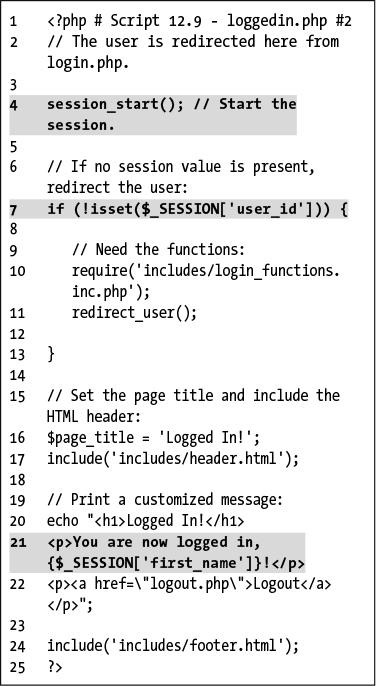 1 <?php # Script 12.9 - loggedin.php #2
2 // The user is redirected here from
login.php.
3
4 session_start(); // Start the
session.
5
6 // If no session value is present,
redirect the user:
7 if (!isset($_SESSION['user_id'])) {
8
9 // Need the functions:
10 require('includes/login_functions.
inc.php');
11 redirect_user();
12
13 }
14
15 // Set the page title and include the
HTML header:
16 $page_title = 'Logged In!';
17 include('includes/header.html');
18
19 // Print a customized message:
20 echo "<h1>Logged In!</h1>
21 <p>You are now logged in,
{$_SESSION['first_name']}!</p>
22 <p><a href=\"logout.php\">Logout</a>
</p>";
23
24 include('includes/footer.html');
25 ?>